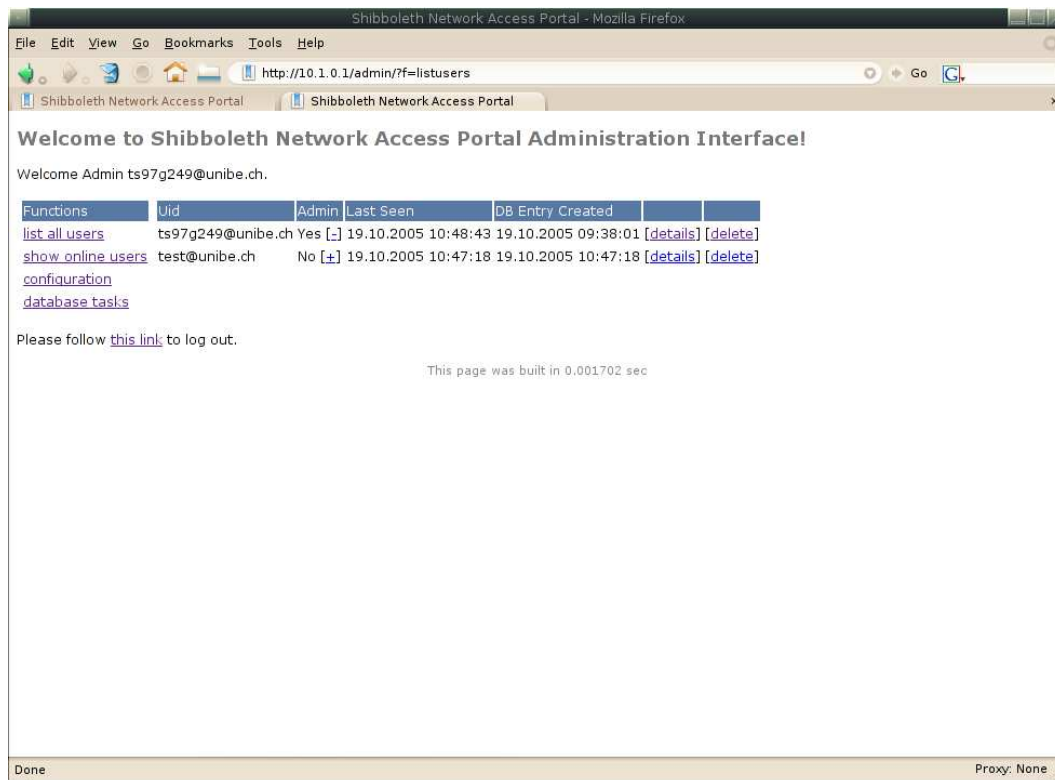 Shibboleth Network Access Portal - Mozilla Firefox
File Edit View Go Bookmarks Tools Help
http://10.1.0.1/admin/?f=listusers Go G
Shibboleth Network Access Portal Shibboleth Network Access Portal x
Welcome to Shibboleth Network Access Portal Administration Interface!
Welcome Admin ts97g249@unibe.ch.
Functions Uid Admin Last Seen DB Entry Created
list all users ts97g249@unibe.ch Yes [-] 19.10.2005 10:48:43 19.10.2005 09:38:01 [details] [delete]
show online users test@unibe.ch No [+] 19.10.2005 10:47:18 19.10.2005 10:47:18 [details] [delete]
configuration
database tasks
Please follow this link to log out.
This page was built in 0.001702 sec
Done Proxy: None